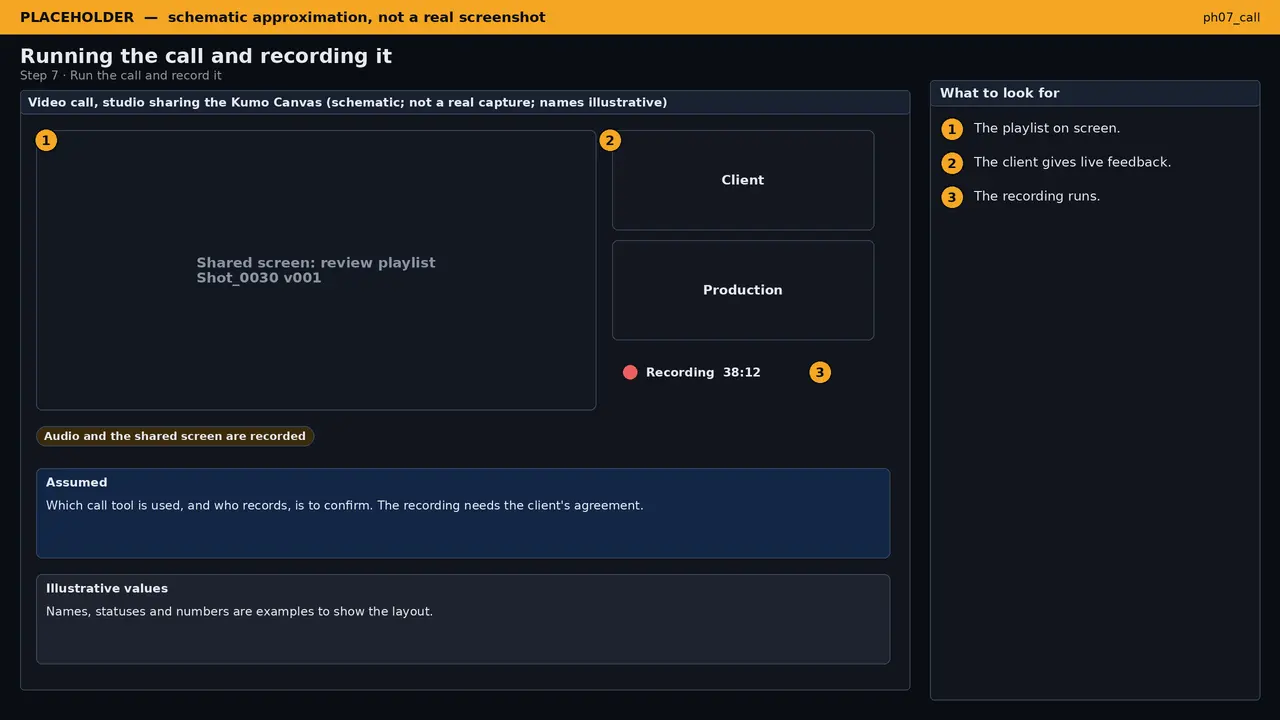 PLACEHOLDER — schematic approximation, not a real screenshot
ph07_call
Running the call and recording it
Step 7 · Run the call and record it
Video call, studio sharing the Kumo Canvas (schematic; not a real capture; names illustrative)
1
2
Client
Shared screen: review playlist
Shot_0030 v001
Production
Recording 38:12
3
Audio and the shared screen are recorded
Assumed
Which call tool is used, and who records, is to confirm. The recording needs the client's agreement.
Illustrative values
Names, statuses and numbers are examples to show the layout.
What to look for
1 The playlist on screen.
2 The client gives live feedback.
3 The recording runs.